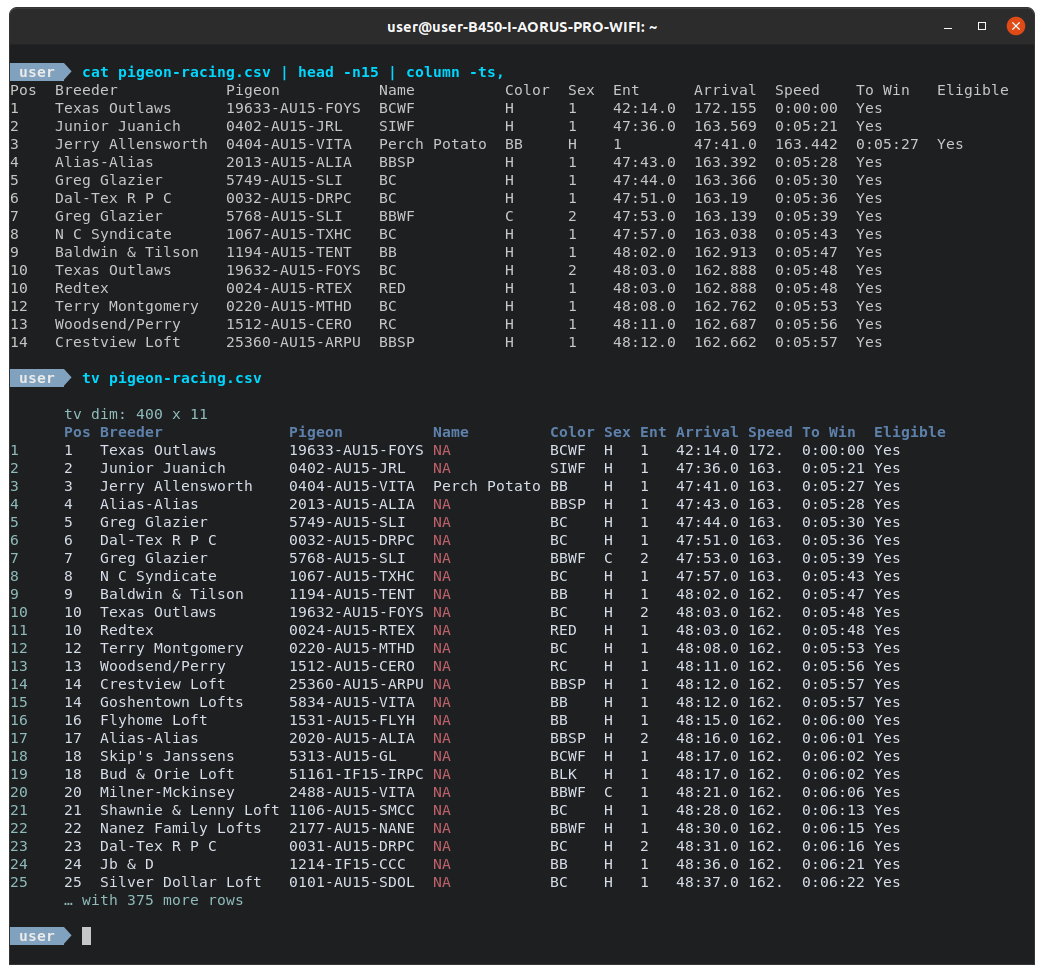 user@user-B450-I-AORUS-PRO-WIFI: ~
user cat pigeon-racing.csv | head -n15 | column -ts,
Pos Breeder Pigeon Name Color Sex Ent Arrival Speed To Win Eligible
1 Texas Outlaws 19633-AU15-FOYS BCWF H 1 42:14.0 172.155 0:00:00 Yes
2 Junior Juanich 0402-AU15-JRL SIWF H 1 47:36.0 163.569 0:05:21 Yes
3 Jerry Allensworth 0404-AU15-VITA Perch Potato BB H 1 47:41.0 163.442 0:05:27 Yes
4 Alias-Alias 2013-AU15-ALIA BBSP H 1 47:43.0 163.392 0:05:28 Yes
5 Greg Glazier 5749-AU15-SLI BC H 1 47:44.0 163.366 0:05:30 Yes
6 Dal-Tex R P C 0032-AU15-DRPC BC H 1 47:51.0 163.19 0:05:36 Yes
7 Greg Glazier 5768-AU15-SLI BBWF C 2 47:53.0 163.139 0:05:39 Yes
8 N C Syndicate 1067-AU15-TXHC BC H 1 47:57.0 163.038 0:05:43 Yes
9 Baldwin & Tilson 1194-AU15-TENT BB H 1 48:02.0 162.913 0:05:47 Yes
10 Texas Outlaws 19632-AU15-FOYS BC H 2 48:03.0 162.888 0:05:48 Yes
10 Redtex 0024-AU15-RTEX RED H 1 48:03.0 162.888 0:05:48 Yes
12 Terry Montgomery 0220-AU15-MTHD BC H 1 48:08.0 162.762 0:05:53 Yes
13 Woodsend/Perry 1512-AU15-CERO RC H 1 48:11.0 162.687 0:05:56 Yes
14 Crestview Loft 25360-AU15-ARPU BBSP H 1 48:12.0 162.662 0:05:57 Yes
user tv pigeon-racing.csv
tv dim: 400 x 11
Pos Breeder Pigeon Name Color Sex Ent Arrival Speed To Win Eligible
1 1 Texas Outlaws 19633-AU15-FOYS NA BCWF H 1 42:14.0 172. 0:00:00 Yes
2 2 Junior Juanich 0402-AU15-JRL NA SIWF H 1 47:36.0 163. 0:05:21 Yes
3 3 Jerry Allensworth 0404-AU15-VITA Perch Potato BB H 1 47:41.0 163. 0:05:27 Yes
4 4 Alias-Alias 2013-AU15-ALIA NA BBSP H 1 47:43.0 163. 0:05:28 Yes
5 5 Greg Glazier 5749-AU15-SLI NA BC H 1 47:44.0 163. 0:05:30 Yes
6 6 Dal-Tex R P C 0032-AU15-DRPC NA BC H 1 47:51.0 163. 0:05:36 Yes
7 7 Greg Glazier 5768-AU15-SLI NA BBWF C 2 47:53.0 163. 0:05:39 Yes
8 8 N C Syndicate 1067-AU15-TXHC NA BC H 1 47:57.0 163. 0:05:43 Yes
9 9 Baldwin & Tilson 1194-AU15-TENT NA BB H 1 48:02.0 162. 0:05:47 Yes
10 10 Texas Outlaws 19632-AU15-FOYS NA BC H 2 48:03.0 162. 0:05:48 Yes
11 10 Redtex 0024-AU15-RTEX NA RED H 1 48:03.0 162. 0:05:48 Yes
12 12 Terry Montgomery 0220-AU15-MTHD NA BC H 1 48:08.0 162. 0:05:53 Yes
13 13 Woodsend/Perry 1512-AU15-CERO NA RC H 1 48:11.0 162. 0:05:56 Yes
14 14 Crestview Loft 25360-AU15-ARPU NA BBSP H 1 48:12.0 162. 0:05:57 Yes
15 14 Goshentown Lofts 5834-AU15-VITA NA BB H 1 48:12.0 162. 0:05:57 Yes
16 16 Flyhome Loft 1531-AU15-FLYH NA BB H 1 48:15.0 162. 0:06:00 Yes
17 17 Alias-Alias 2020-AU15-ALIA NA BBSP H 2 48:16.0 162. 0:06:01 Yes
18 18 Skip's Janssens 5313-AU15-GL NA BCWF H 1 48:17.0 162. 0:06:02 Yes
19 18 Bud & Orie Loft 51161-IF15-IRPC NA BLK H 1 48:17.0 162. 0:06:02 Yes
20 20 Milner-Mckinsey 2488-AU15-VITA NA BBWF C 1 48:21.0 162. 0:06:06 Yes
21 21 Shawnie & Lenny Loft 1106-AU15-SMCC NA BC H 1 48:28.0 162. 0:06:13 Yes
22 22 Nanez Family Lofts 2177-AU15-NANE NA BBWF H 1 48:30.0 162. 0:06:15 Yes
23 23 Dal-Tex R P C 0031-AU15-DRPC NA BC H 2 48:31.0 162. 0:06:16 Yes
24 24 Jb & D 1214-IF15-CCC NA BB H 1 48:36.0 162. 0:06:21 Yes
25 25 Silver Dollar Loft 0101-AU15-SDOL NA BC H 1 48:37.0 162. 0:06:22 Yes
… with 375 more rows
user